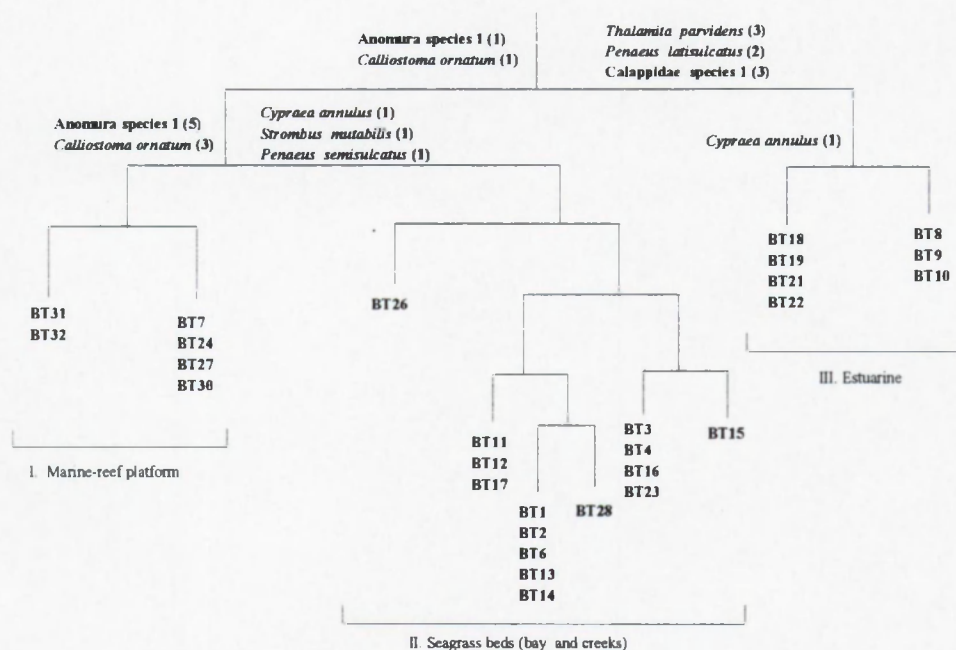 Anomura species 1 (1)
Calliostoma ornatum (1)
Thalamita parvidens (3)
Penaeus latisulcatus (2)
Calappidae species 1 (3)
Anomura species 1 (5)
Calliostoma ornatum (3)
Cypraea annulus (1)
Strombus mutabilis (1)
Penaeus semisulcatus (1)
Cypraea annulus (1)
BT31
BT32
BT7
BT24
BT27
BT30
I. Marine-reef platform
BT26
BT11
BT12
BT17
BT1
BT2
BT6
BT13
BT14
BT28
BT3
BT4
BT16
BT23
BT15
II. Seagrass beds (bay and creeks)
BT18
BT19
BT21
BT22
BT8
BT9
BT10
III. Estuarine